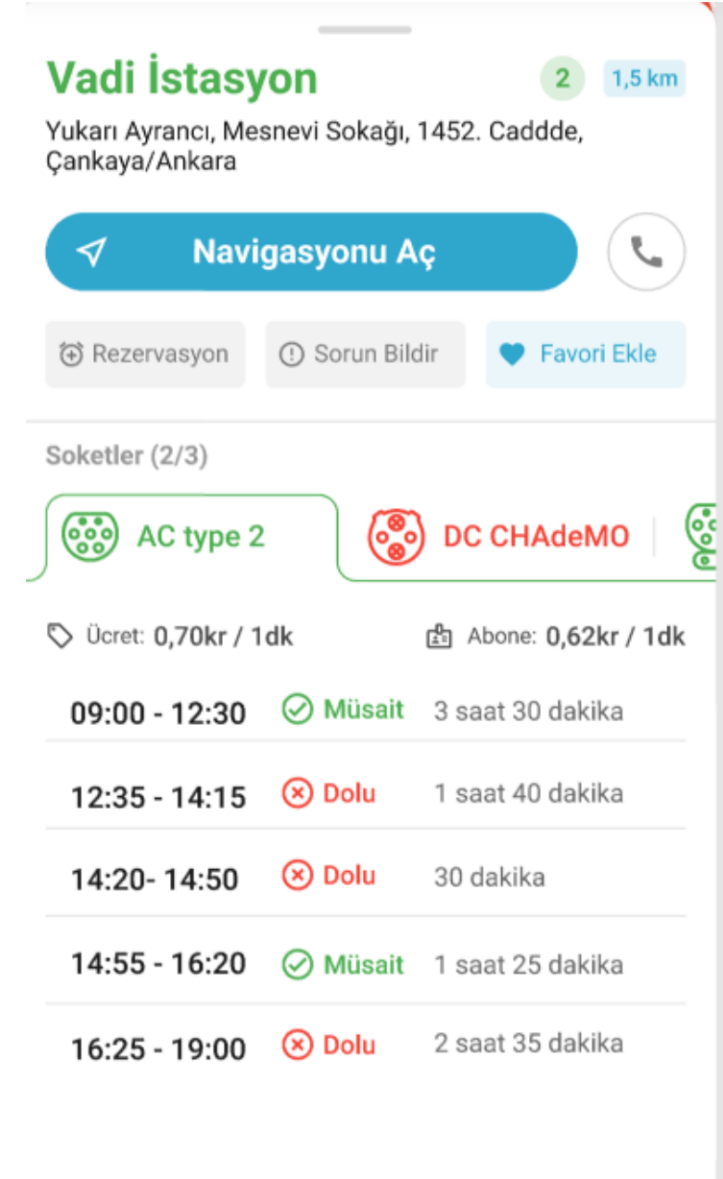 Vadi İstasyon 2 1,5 km
Yukarı Ayrancı, Mesnevi Sokağı, 1452. Caddde,
Çankaya/Ankara
Navigasyonu Aç
Rezervasyon Sorun Bildir Favori Ekle
Soketler (2/3)
AC type 2 DC CHAdeMO
Ücret: 0,70kr / 1dk Abone: 0,62kr / 1dk
09:00 - 12:30 Müsait 3 saat 30 dakika
12:35 - 14:15 Dolu 1 saat 40 dakika
14:20- 14:50 Dolu 30 dakika
14:55 - 16:20 Müsait 1 saat 25 dakika
16:25 - 19:00 Dolu 2 saat 35 dakika